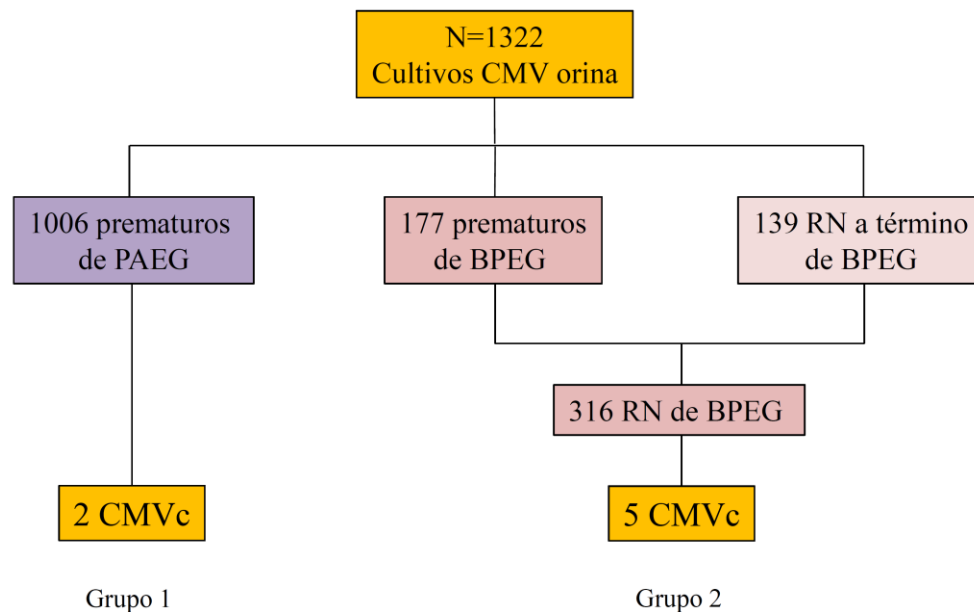 N=1322
Cultivos CMV orina
1006 prematuros
de PAEG
177 prematuros
de BPEG
139 RN a término
de BPEG
316 RN de BPEG
2 CMVc
5 CMVc
Grupo 1
Grupo 2